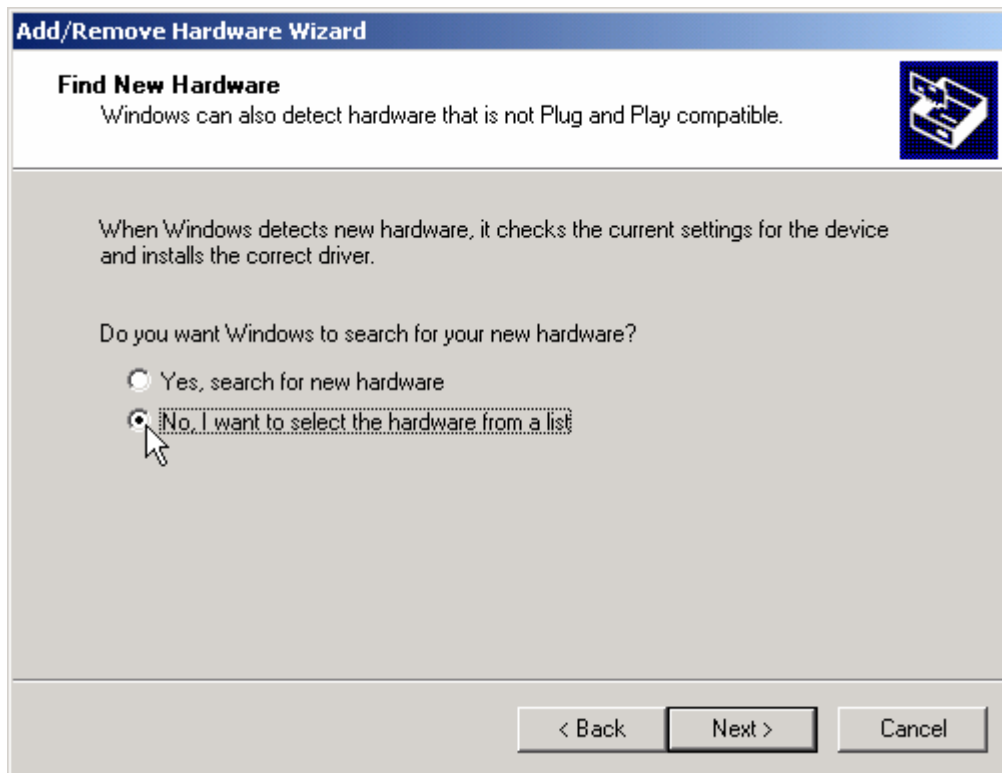 Add/Remove Hardware Wizard
Find New Hardware
Windows can also detect hardware that is not Plug and Play compatible.
When Windows detects new hardware, it checks the current settings for the device
and installs the correct driver.
Do you want Windows to search for your new hardware?
Yes, search for new hardware
No, I want to select the hardware from a list
< Back Next > Cancel